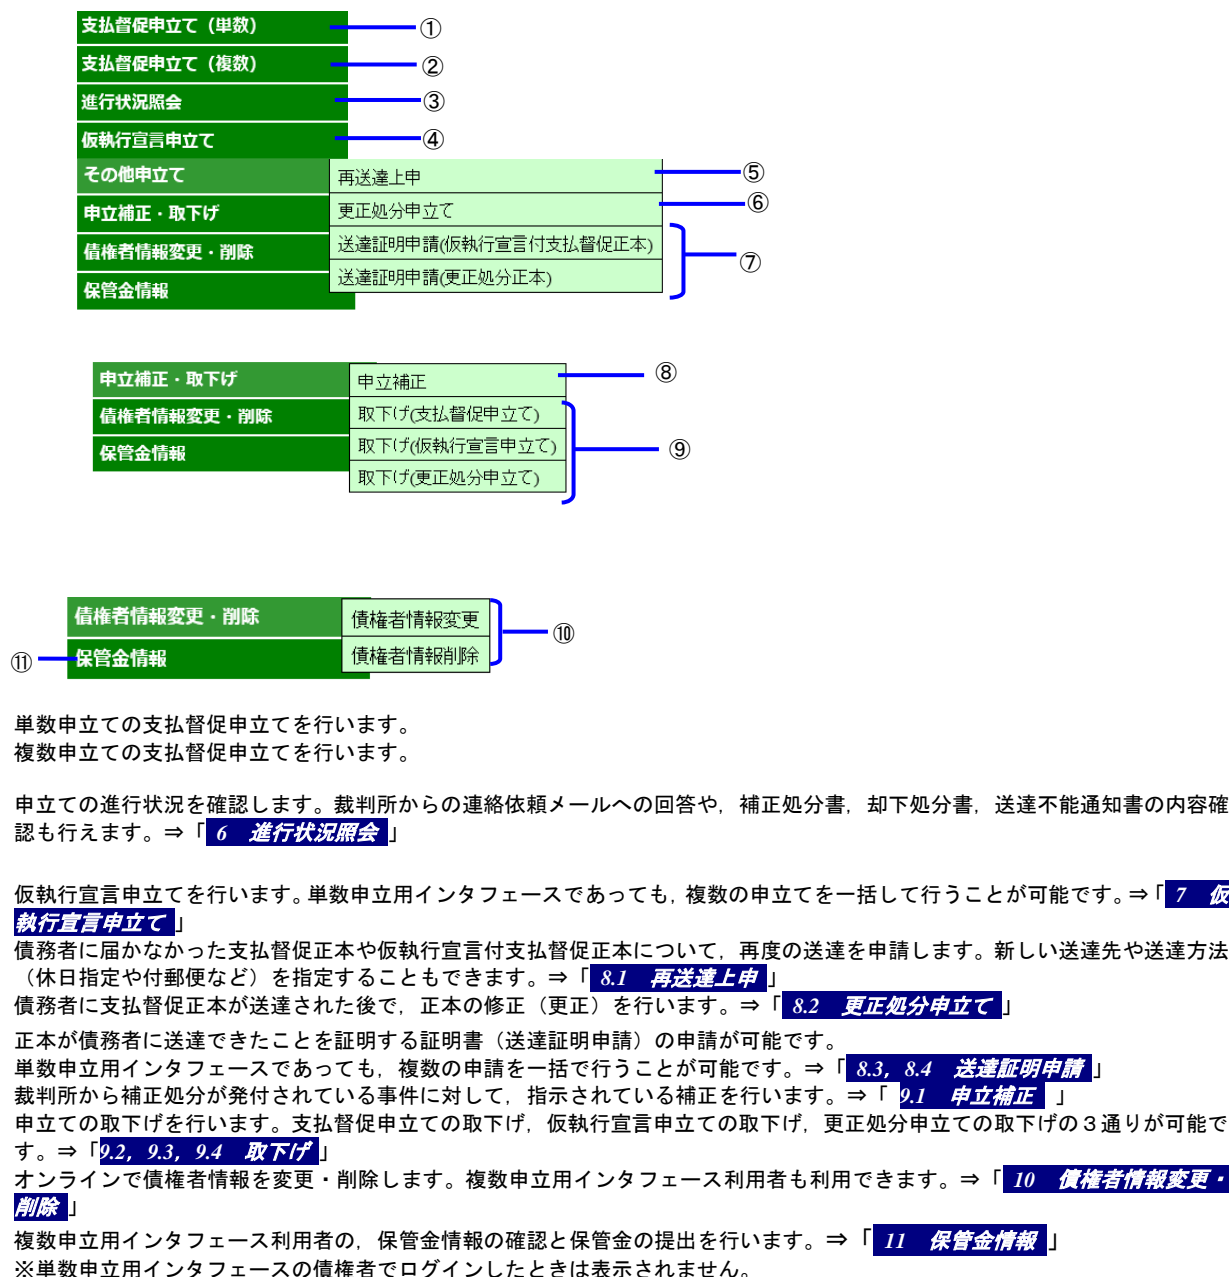 支払督促申立て（単数） ①
支払督促申立て（複数） ②
進行状況照会 ③
仮執行宣言申立て ④
その他申立て 再送達上申 ⑤
申立補正・取下げ 更正処分申立て ⑥
債権者情報変更・削除 送達証明申請(仮執行宣言付支払督促正本) ⑦
保管金情報 送達証明申請(更正処分正本)
申立補正・取下げ 申立補正 ⑧
債権者情報変更・削除 取下げ(支払督促申立て)
保管金情報 取下げ(仮執行宣言申立て) ⑨
取下げ(更正処分申立て)
債権者情報変更・削除 債権者情報変更 ⑩
⑪ 保管金情報 債権者情報削除
単数申立ての支払督促申立てを行います。
複数申立ての支払督促申立てを行います。
申立ての進行状況を確認します。裁判所からの連絡依頼メールへの回答や，補正処分書，却下処分書，送達不能通知書の内容確
認も行えます。⇒「 6　進行状況照会 」
仮執行宣言申立てを行います。単数申立用インタフェースであっても，複数の申立てを一括して行うことが可能です。⇒「 7　仮
執行宣言申立て 」
債務者に届かなかった支払督促正本や仮執行宣言付支払督促正本について，再度の送達を申請します。新しい送達先や送達方法
（休日指定や付郵便など）を指定することもできます。⇒「 8.1　再送達上申 」
債務者に支払督促正本が送達された後で，正本の修正（更正）を行います。⇒「 8.2　更正処分申立て 」
正本が債務者に送達できたことを証明する証明書（送達証明申請）の申請が可能です。
単数申立用インタフェースであっても，複数の申請を一括で行うことが可能です。⇒「 8.3，8.4　送達証明申請 」
裁判所から補正処分が発付されている事件に対して，指示されている補正を行います。⇒「 9.1　申立補正 」
申立ての取下げを行います。支払督促申立ての取下げ，仮執行宣言申立ての取下げ，更正処分申立ての取下げの３通りが可能で
す。⇒「9.2，9.3，9.4　取下げ 」
オンラインで債権者情報を変更・削除します。複数申立用インタフェース利用者も利用できます。⇒「 10　債権者情報変更・
削除 」
複数申立用インタフェース利用者の，保管金情報の確認と保管金の提出を行います。⇒「 11　保管金情報 」
※単数申立用インタフェースの債権者でログインしたときは表示されません。